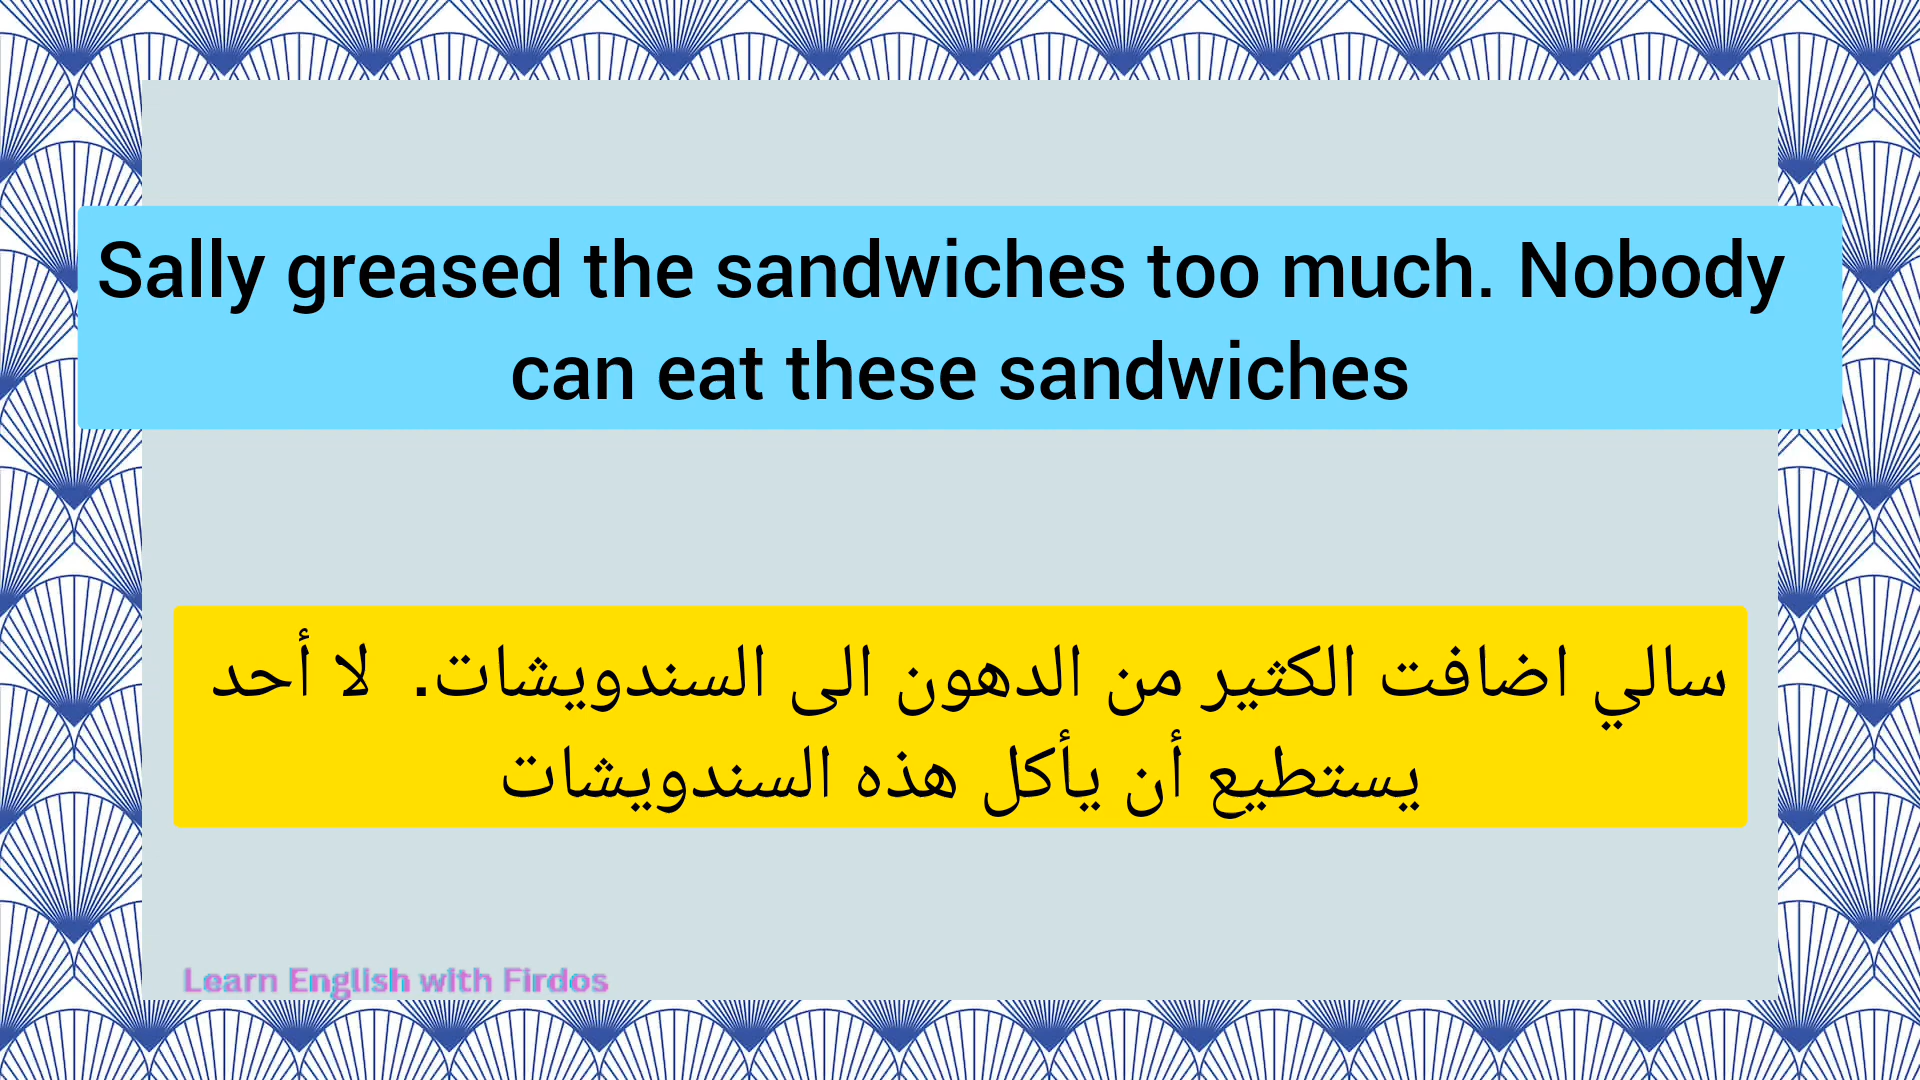 Sally greased the sandwiches too much. Nobody
can eat these sandwiches
سالي اضافت الكثير من الدهون الى السندويشات.  لا أحد
يستطيع أن يأكل هذه السندويشات
Learn English with Firdos